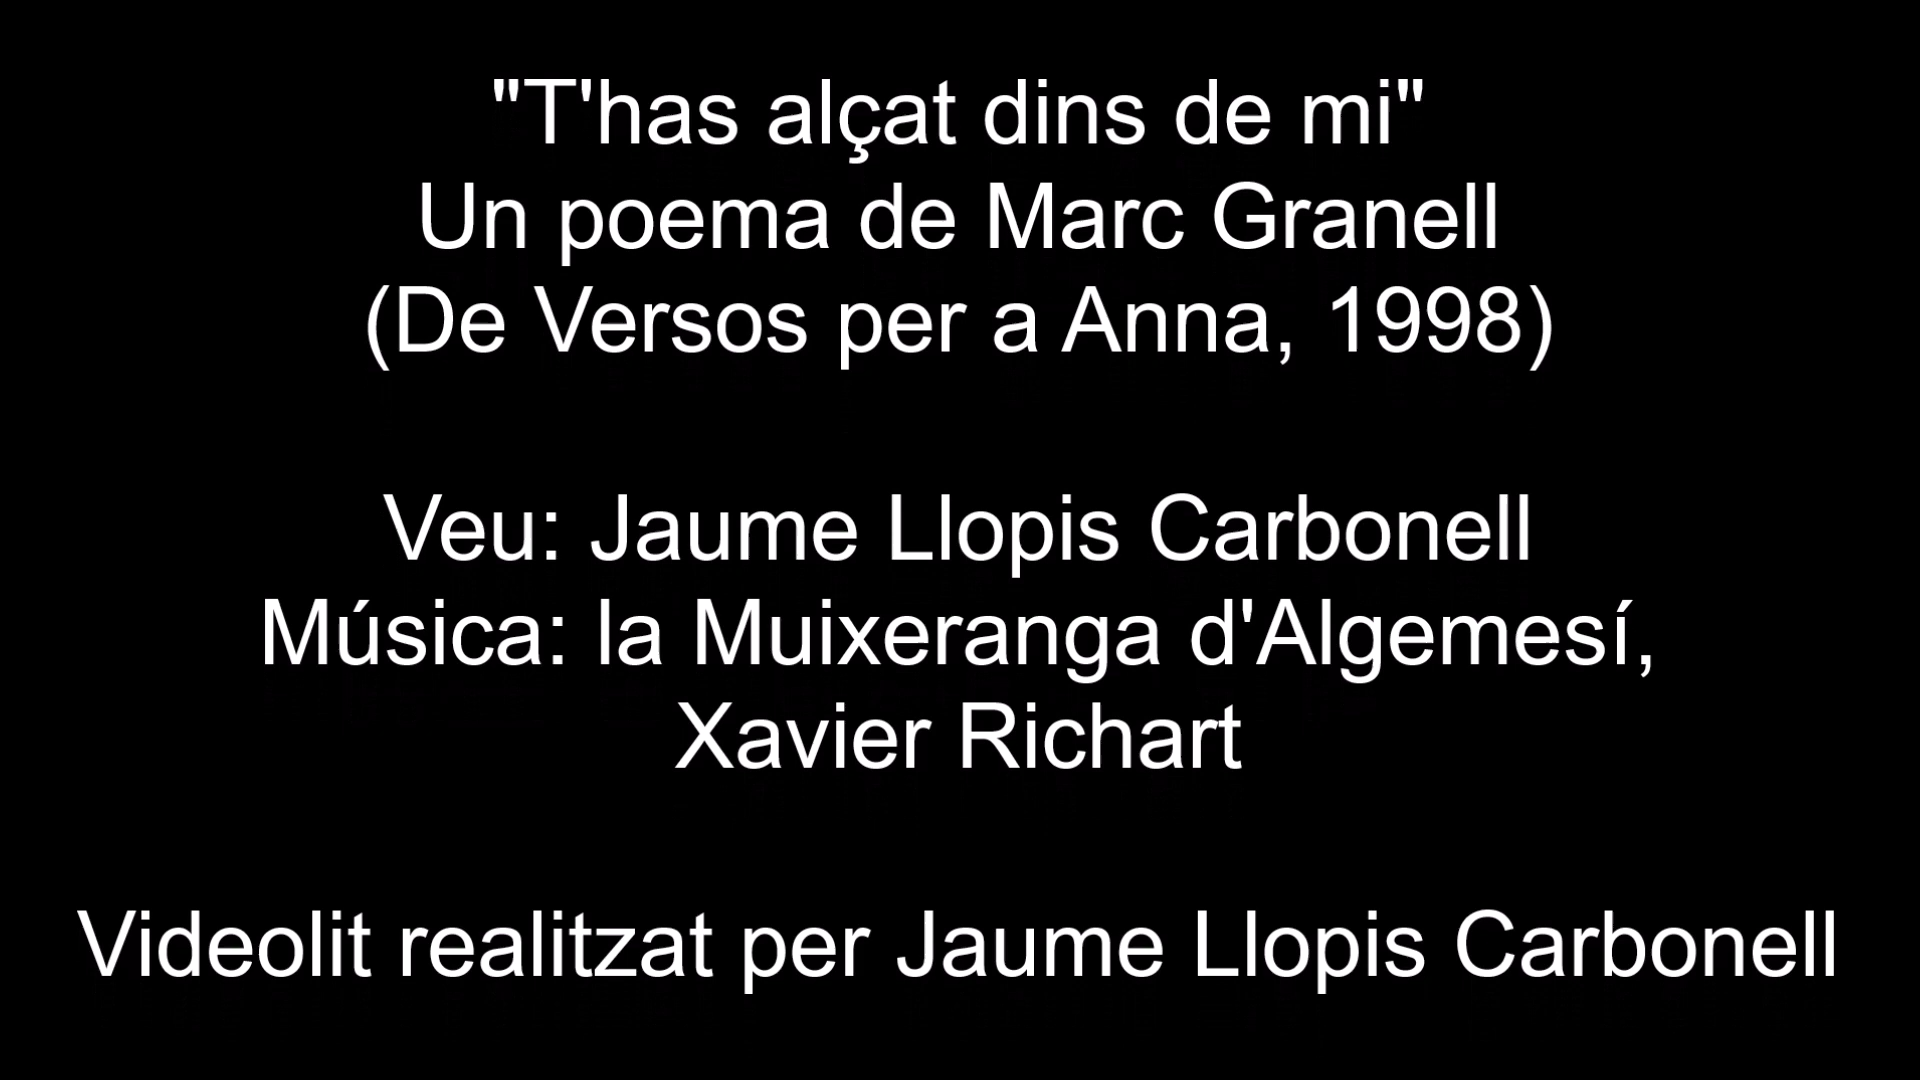 "T'has alçat dins de mi"
Un poema de Marc Granell
(De Versos per a Anna, 1998)
Veu: Jaume Llopis Carbonell
Música: la Muixeranga d'Algemesí,
Xavier Richart
Videolit realitzat per Jaume Llopis Carbonell